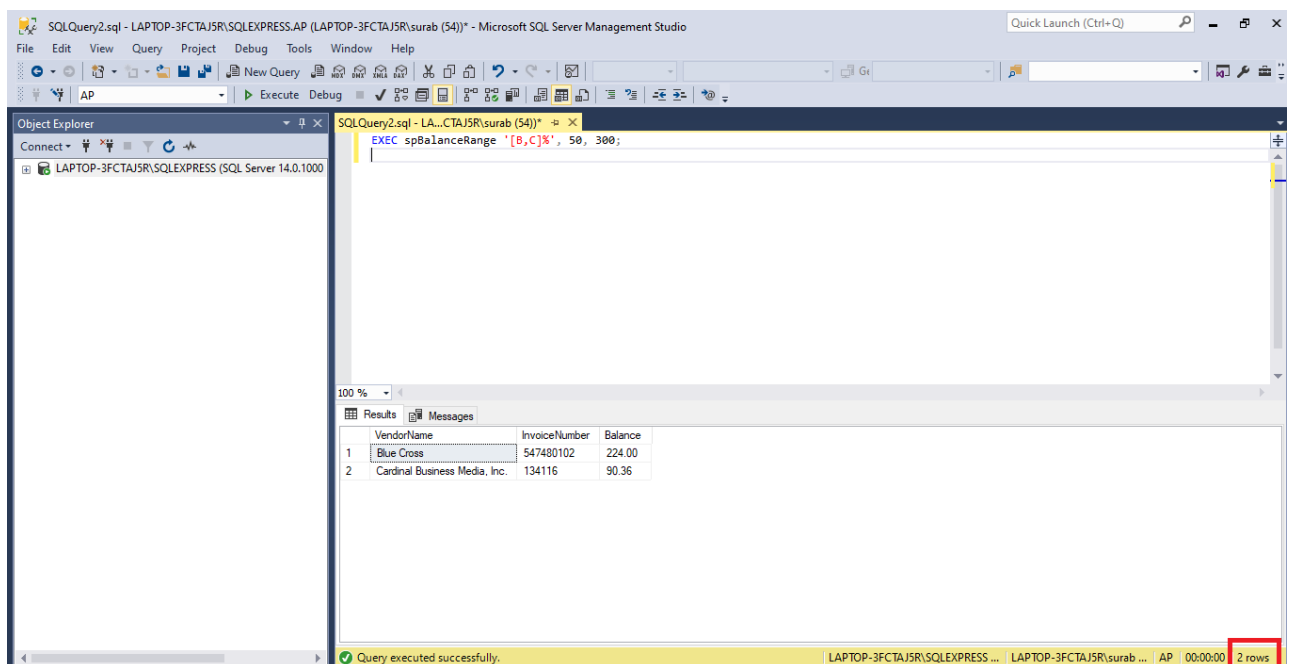 SQLQuery2.sql - LAPTOP-3FCTAJ5R\SQLEXPRESS.AP (LAPTOP-3FCTAJ5R\surab (54))* - Microsoft SQL Server Management Studio
Quick Launch (Ctrl+Q)
File Edit View Query Project Debug Tools Window Help
New Query MDX DMX XMLA DAX
AP Execute Debug
Object Explorer
SQLQuery2.sql - LA...CTAJ5R\surab (54))*
Connect
EXEC spBalanceRange '[B,C]%', 50, 300;
LAPTOP-3FCTAJ5R\SQLEXPRESS (SQL Server 14.0.1000
100 %
Results Messages
VendorName InvoiceNumber Balance
1 Blue Cross 547480102 224.00
2 Cardinal Business Media, Inc. 134116 90.36
Query executed successfully.
LAPTOP-3FCTAJ5R\SQLEXPRESS ... LAPTOP-3FCTAJ5R\surab ... AP 00:00:00 2 rows